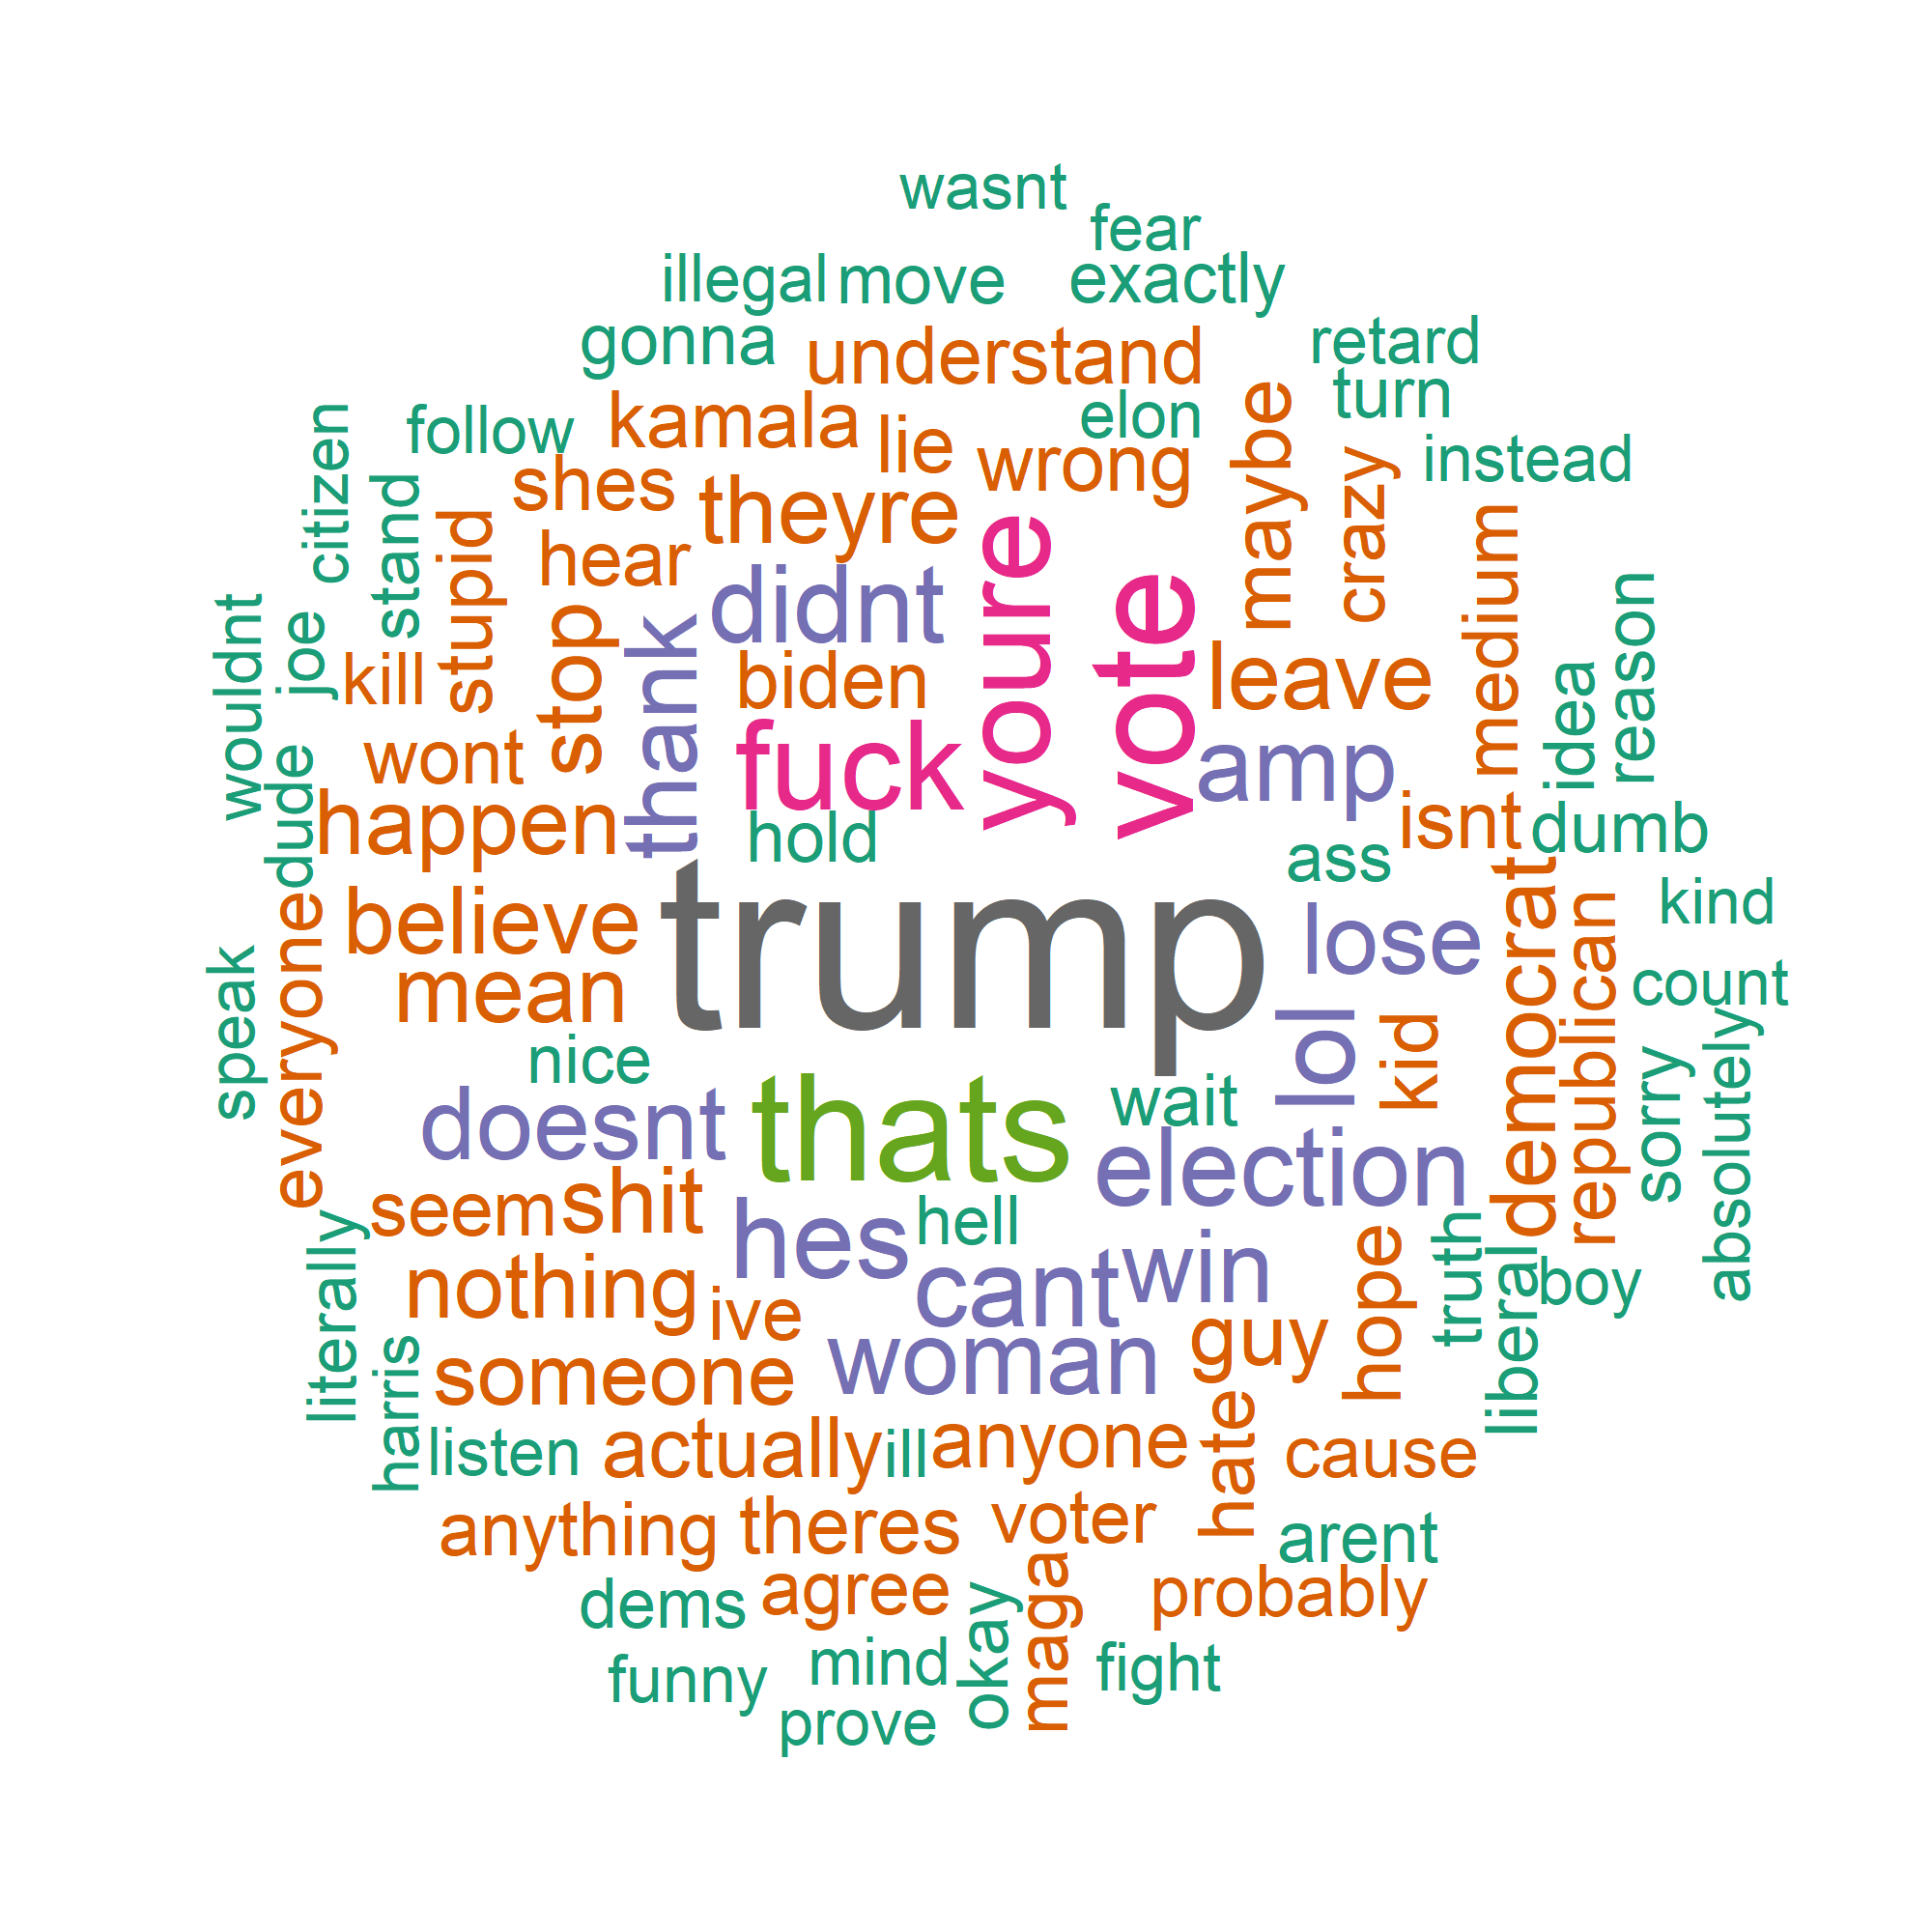 wasnt
fear
illegal
move
exactly
gonna
understand
retard
turn
follow
kamala
lie
elon
maybe
citizen
shes
theyre
wrong
crazy
instead
stand
stupid
hear
stop
didnt
youre
vote
medium
reason
wouldnt
joe
kill
thank
biden
leave
idea
dude
wont
happen
fuck
amp
isnt
dumb
hold
ass
everyone
believe
trump
lose
democrat
republican
kind
speak
mean
nice
lol
kid
count
sorry
absolutely
doesnt
thats
wait
election
seem
shit
hes
hell
literally
nothing
ive
cant
win
hope
truth
liberal
boy
harris
someone
woman
guy
listen
actually
ill
anyone
hate
cause
anything
theres
voter
arent
dems
agree
okay
maga
probably
funny
mind
fight
prove